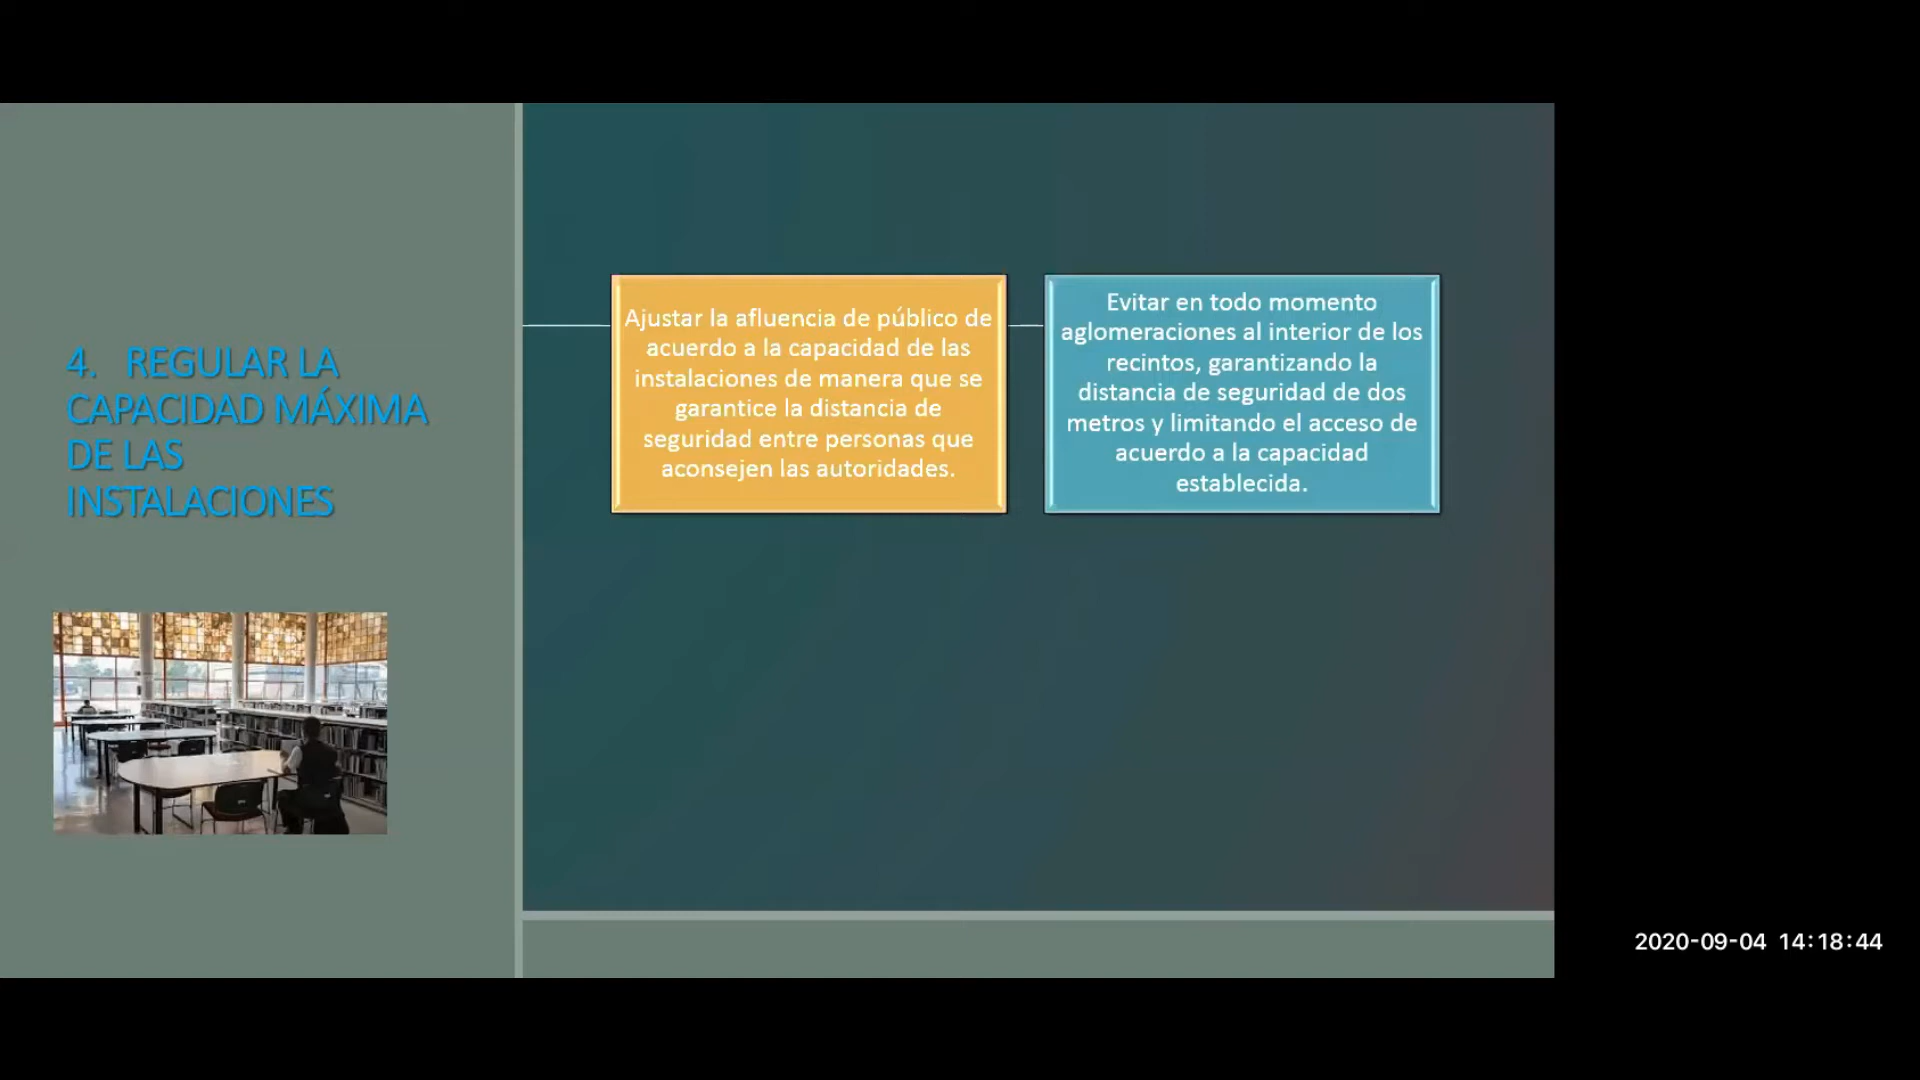 4. REGULAR LA
CAPACIDAD MÁXIMA
DE LAS
INSTALACIONES
Ajustar la afluencia de público de
acuerdo a la capacidad de las
instalaciones de manera que se
garantice la distancia de
seguridad entre personas que
aconsejen las autoridades.
Evitar en todo momento
aglomeraciones al interior de los
recintos, garantizando la
distancia de seguridad de dos
metros y limitando el acceso de
acuerdo a la capacidad
establecida.
2020-09-04 14:18:44